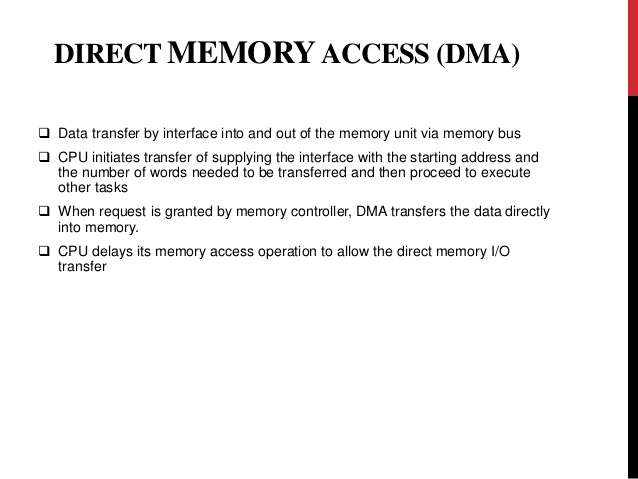 DIRECT MEMORY ACCESS (DMA)
❑ Data transfer by interface into and out of the memory unit via memory bus
❑ CPU initiates transfer of supplying the interface with the starting address and
the number of words needed to be transferred and then proceed to execute
other tasks
❑ When request is granted by memory controller, DMA transfers the data directly
into memory.
❑ CPU delays its memory access operation to allow the direct memory I/O
transfer